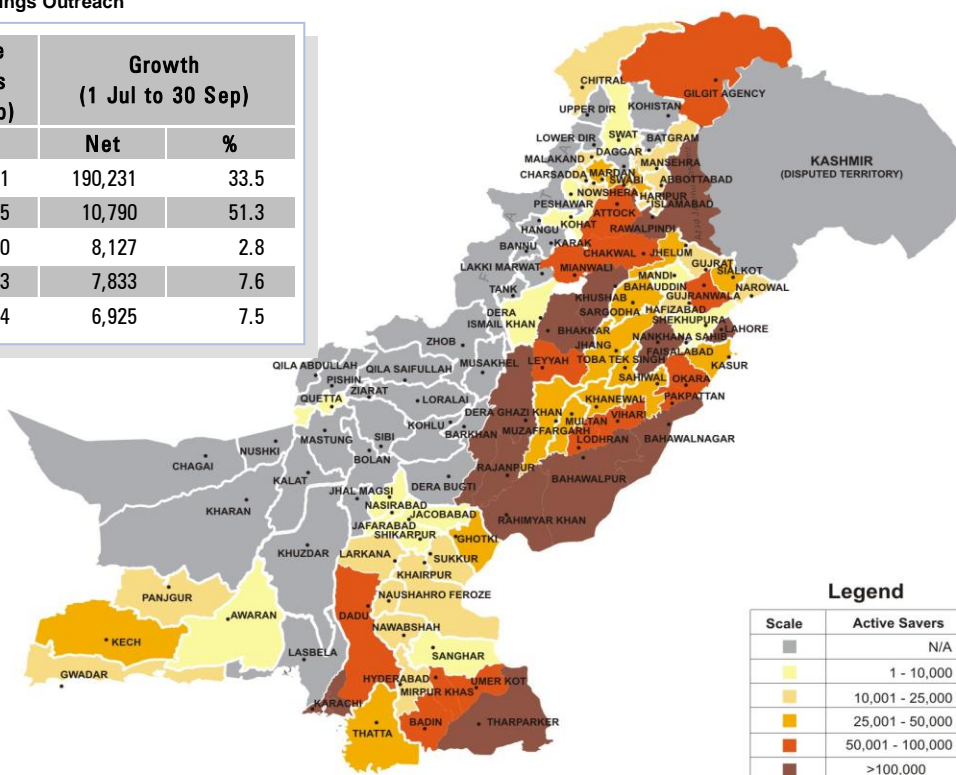 ings Outreach
e
s
p)
Growth
(1 Jul to 30 Sep)
Net %
1 190,231 33.5
5 10,790 51.3
0 8,127 2.8
3 7,833 7.6
4 6,925 7.5
CHITRAL
GILGIT AGENCY
UPPER DIR
KOHISTAN
LOWER DIR
SWAT
BATGRAM
DAGGAR
MALAKAND
MANSEHRA
KASHMIR
(DISPUTED TERRITORY)
CHARSADDA
MARDAN
SWABI
ABBOTTABAD
NOWSHERA
HARIPUR
PESHAWAR
ISLAMABAD
ATTOCK
KOHAT
HANGU
RAWALPINDI
BANNU
KARAK
CHAKWAL
JHELUM
LAKKI MARWAT
MIANWALI
GUJRAT
SIALKOT
MANDI
BAHAUDDIN
TANK
NAROWAL
KHUSHAB
GUJRANWALA
DERA
ISMAIL KHAN
SARGODHA
HAFIZABAD
SHEKHUPURA
BHAKKAR
LAHORE
NANKHANA SAHIB
ZHOB
JHANG
FAISALABAD
QILA ABDULLAH
QILA SAIFULLAH
MUSAKHEL
LEYYAH
TOBA TEK SINGH
KASUR
PISHIN
ZIARAT
SAHIWAL
OKARA
QUETTA
LORALAI
KHANEWAL
PAKPATTAN
DERA GHAZI KHAN
MULTAN
VIHARI
KOHLU
BARKHAN
MUZAFFARGARH
MASTUNG
SIBI
LODHRAN
BAHAWALNAGAR
NUSHKI
BOLAN
CHAGAI
RAJANPUR
KALAT
BAHAWALPUR
DERA BUGTI
JHAL MAGSI
KHARAN
NASIRABAD
JACOBABAD
RAHIMYAR KHAN
JAFARABAD
SHIKARPUR
GHOTKI
KHUZDAR
LARKANA
SUKKUR
KHAIRPUR
PANJGUR
NAUSHAHRO FEROZE
DADU
AWARAN
NAWABSHAH
KECH
LASBELA
SANGHAR
GWADAR
HYDERABAD
UMER KOT
MIRPUR KHAS
KARACHI
BADIN
THARPARKER
THATTA
Legend
Scale Active Savers
N/A
1 - 10,000
10,001 - 25,000
25,001 - 50,000
50,001 - 100,000
>100,000